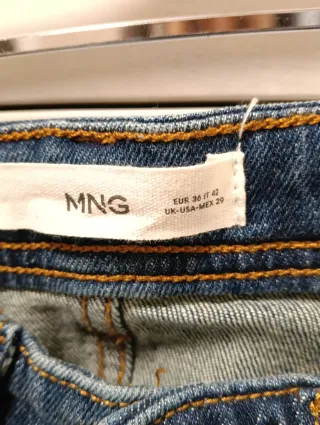 MNG
EUR 36 IT 42
UK-USA-MEX 29